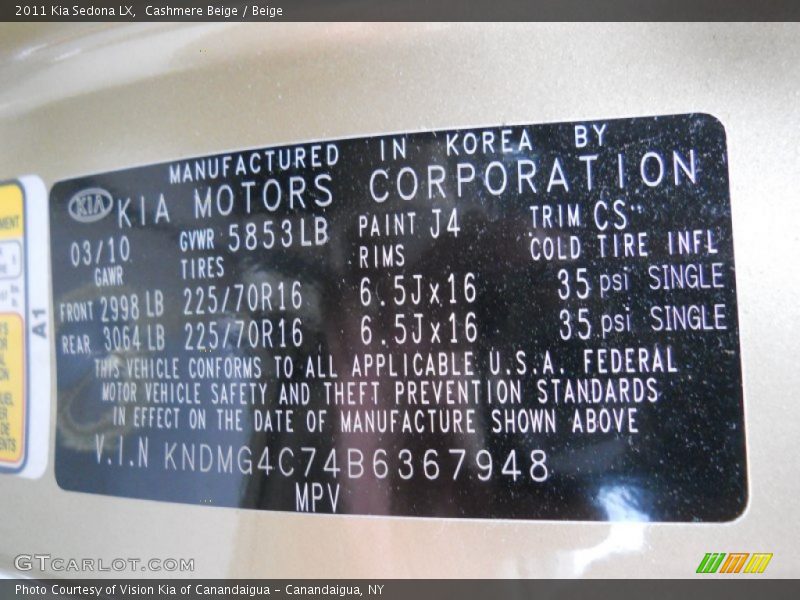 2011 Kia Sedona LX, Cashmere Beige / Beige
MANUFACTURED IN KOREA BY
KIA KIA MOTORS CORPORATION
03/10 GVWR 5853LB PAINT J4 TRIM CS
GAWR TIRES RIMS COLD TIRE INFL
FRONT 2998 LB 225/70R16 6.5Jx16 35 psi SINGLE
REAR 3064 LB 225/70R16 6.5Jx16 35 psi SINGLE
THIS VEHICLE CONFORMS TO ALL APPLICABLE U.S.A. FEDERAL
MOTOR VEHICLE SAFETY AND THEFT PREVENTION STANDARDS
IN EFFECT ON THE DATE OF MANUFACTURE SHOWN ABOVE
V.I.N KNDMG4C74B6367948
MPV
A1
GTCARLOT.COM
Photo Courtesy of Vision Kia of Canandaigua - Canandaigua, NY